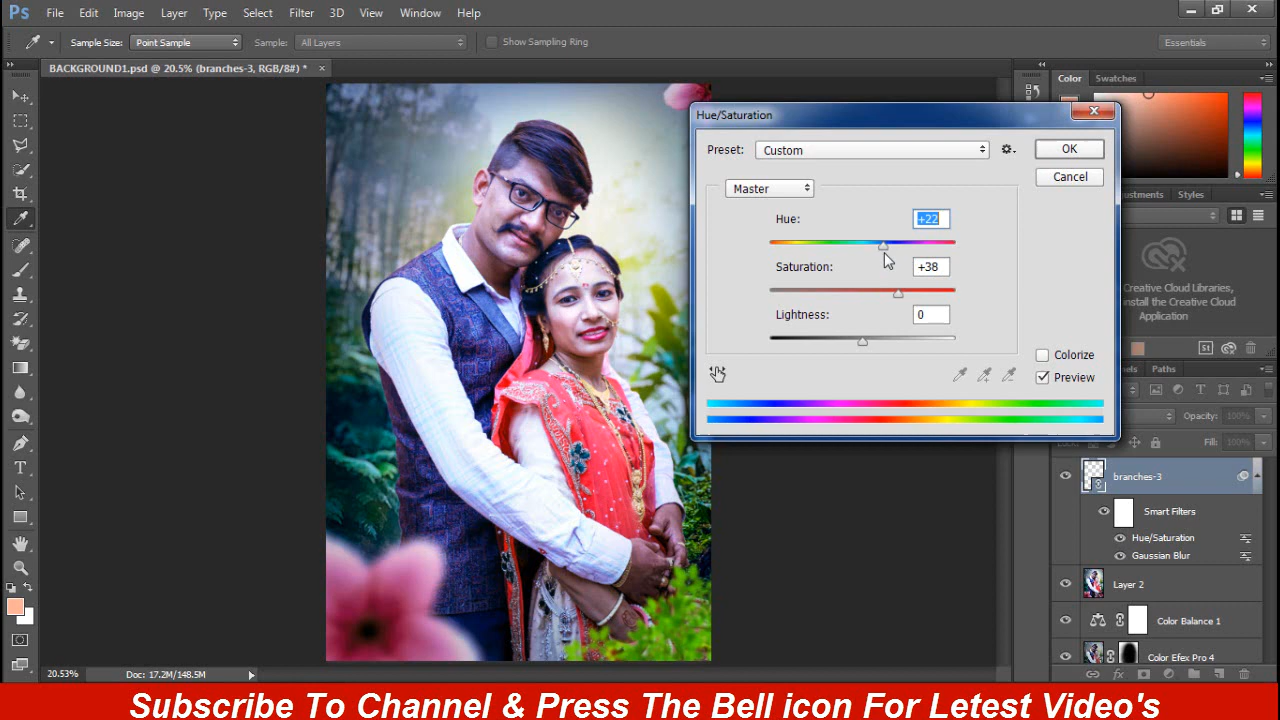 Ps File Edit Image Layer Type Select Filter 3D View Window Help
Sample Size: Point Sample Sample: All Layers Show Sampling Ring Essentials
BACKGROUND1.psd @ 20.5% (branches-3, RGB/8#) * ×
Color Swatches
Hue/Saturation
Preset: Custom OK
Cancel
Master
Hue: +22
Saturation: +38
Lightness: 0
Colorize
Preview
djustments Styles
Creative Cloud Libraries,
install the Creative Cloud
Application
St
nels Paths
Opacity: 100%
Lock: Fill: 100%
branches-3
Smart Filters
Hue/Saturation
Gaussian Blur
Layer 2
Color Balance 1
Color Efex Pro 4
fx
20.53% Doc: 17.2M/148.5M
Subscribe To Channel & Press The Bell icon For Letest Video's